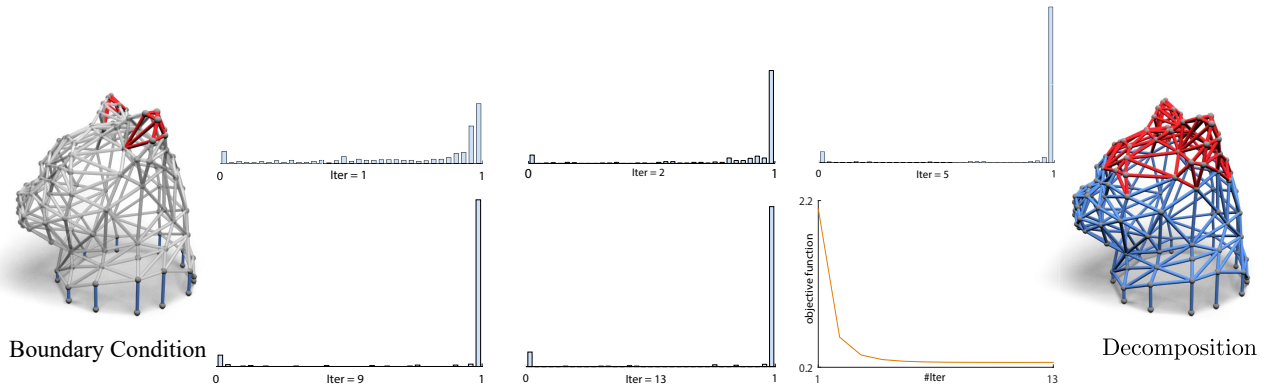 0
Iter = 1
1
0
Iter = 2
1
0
Iter = 5
1
Boundary Condition
0
Iter = 9
1
0
Iter = 13
1
2.2
objective function
0.2
1
#Iter
13
Decomposition